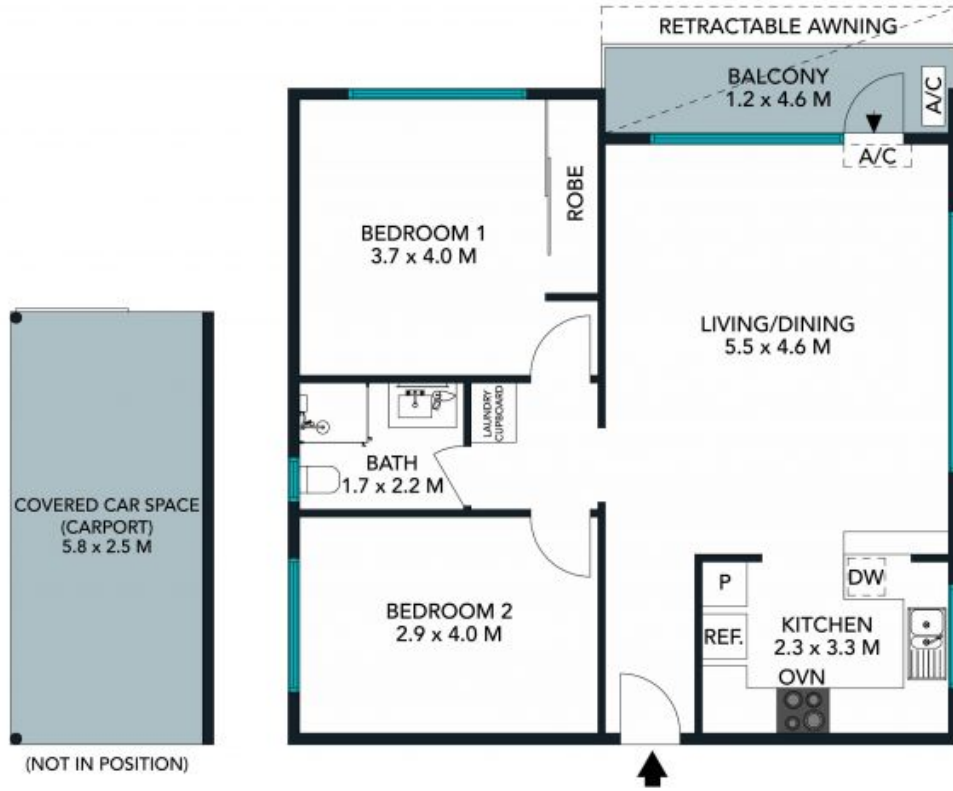 RETRACTABLE AWNING
BALCONY
1.2 x 4.6 M
A/C
A/C
BEDROOM 1
3.7 x 4.0 M
ROBE
LIVING/DINING
5.5 x 4.6 M
LAUNDRY
CUPBOARD
BATH
1.7 x 2.2 M
COVERED CAR SPACE
(CARPORT)
5.8 x 2.5 M
BEDROOM 2
2.9 x 4.0 M
P
DW
REF.
KITCHEN
2.3 x 3.3 M
OVN
(NOT IN POSITION)